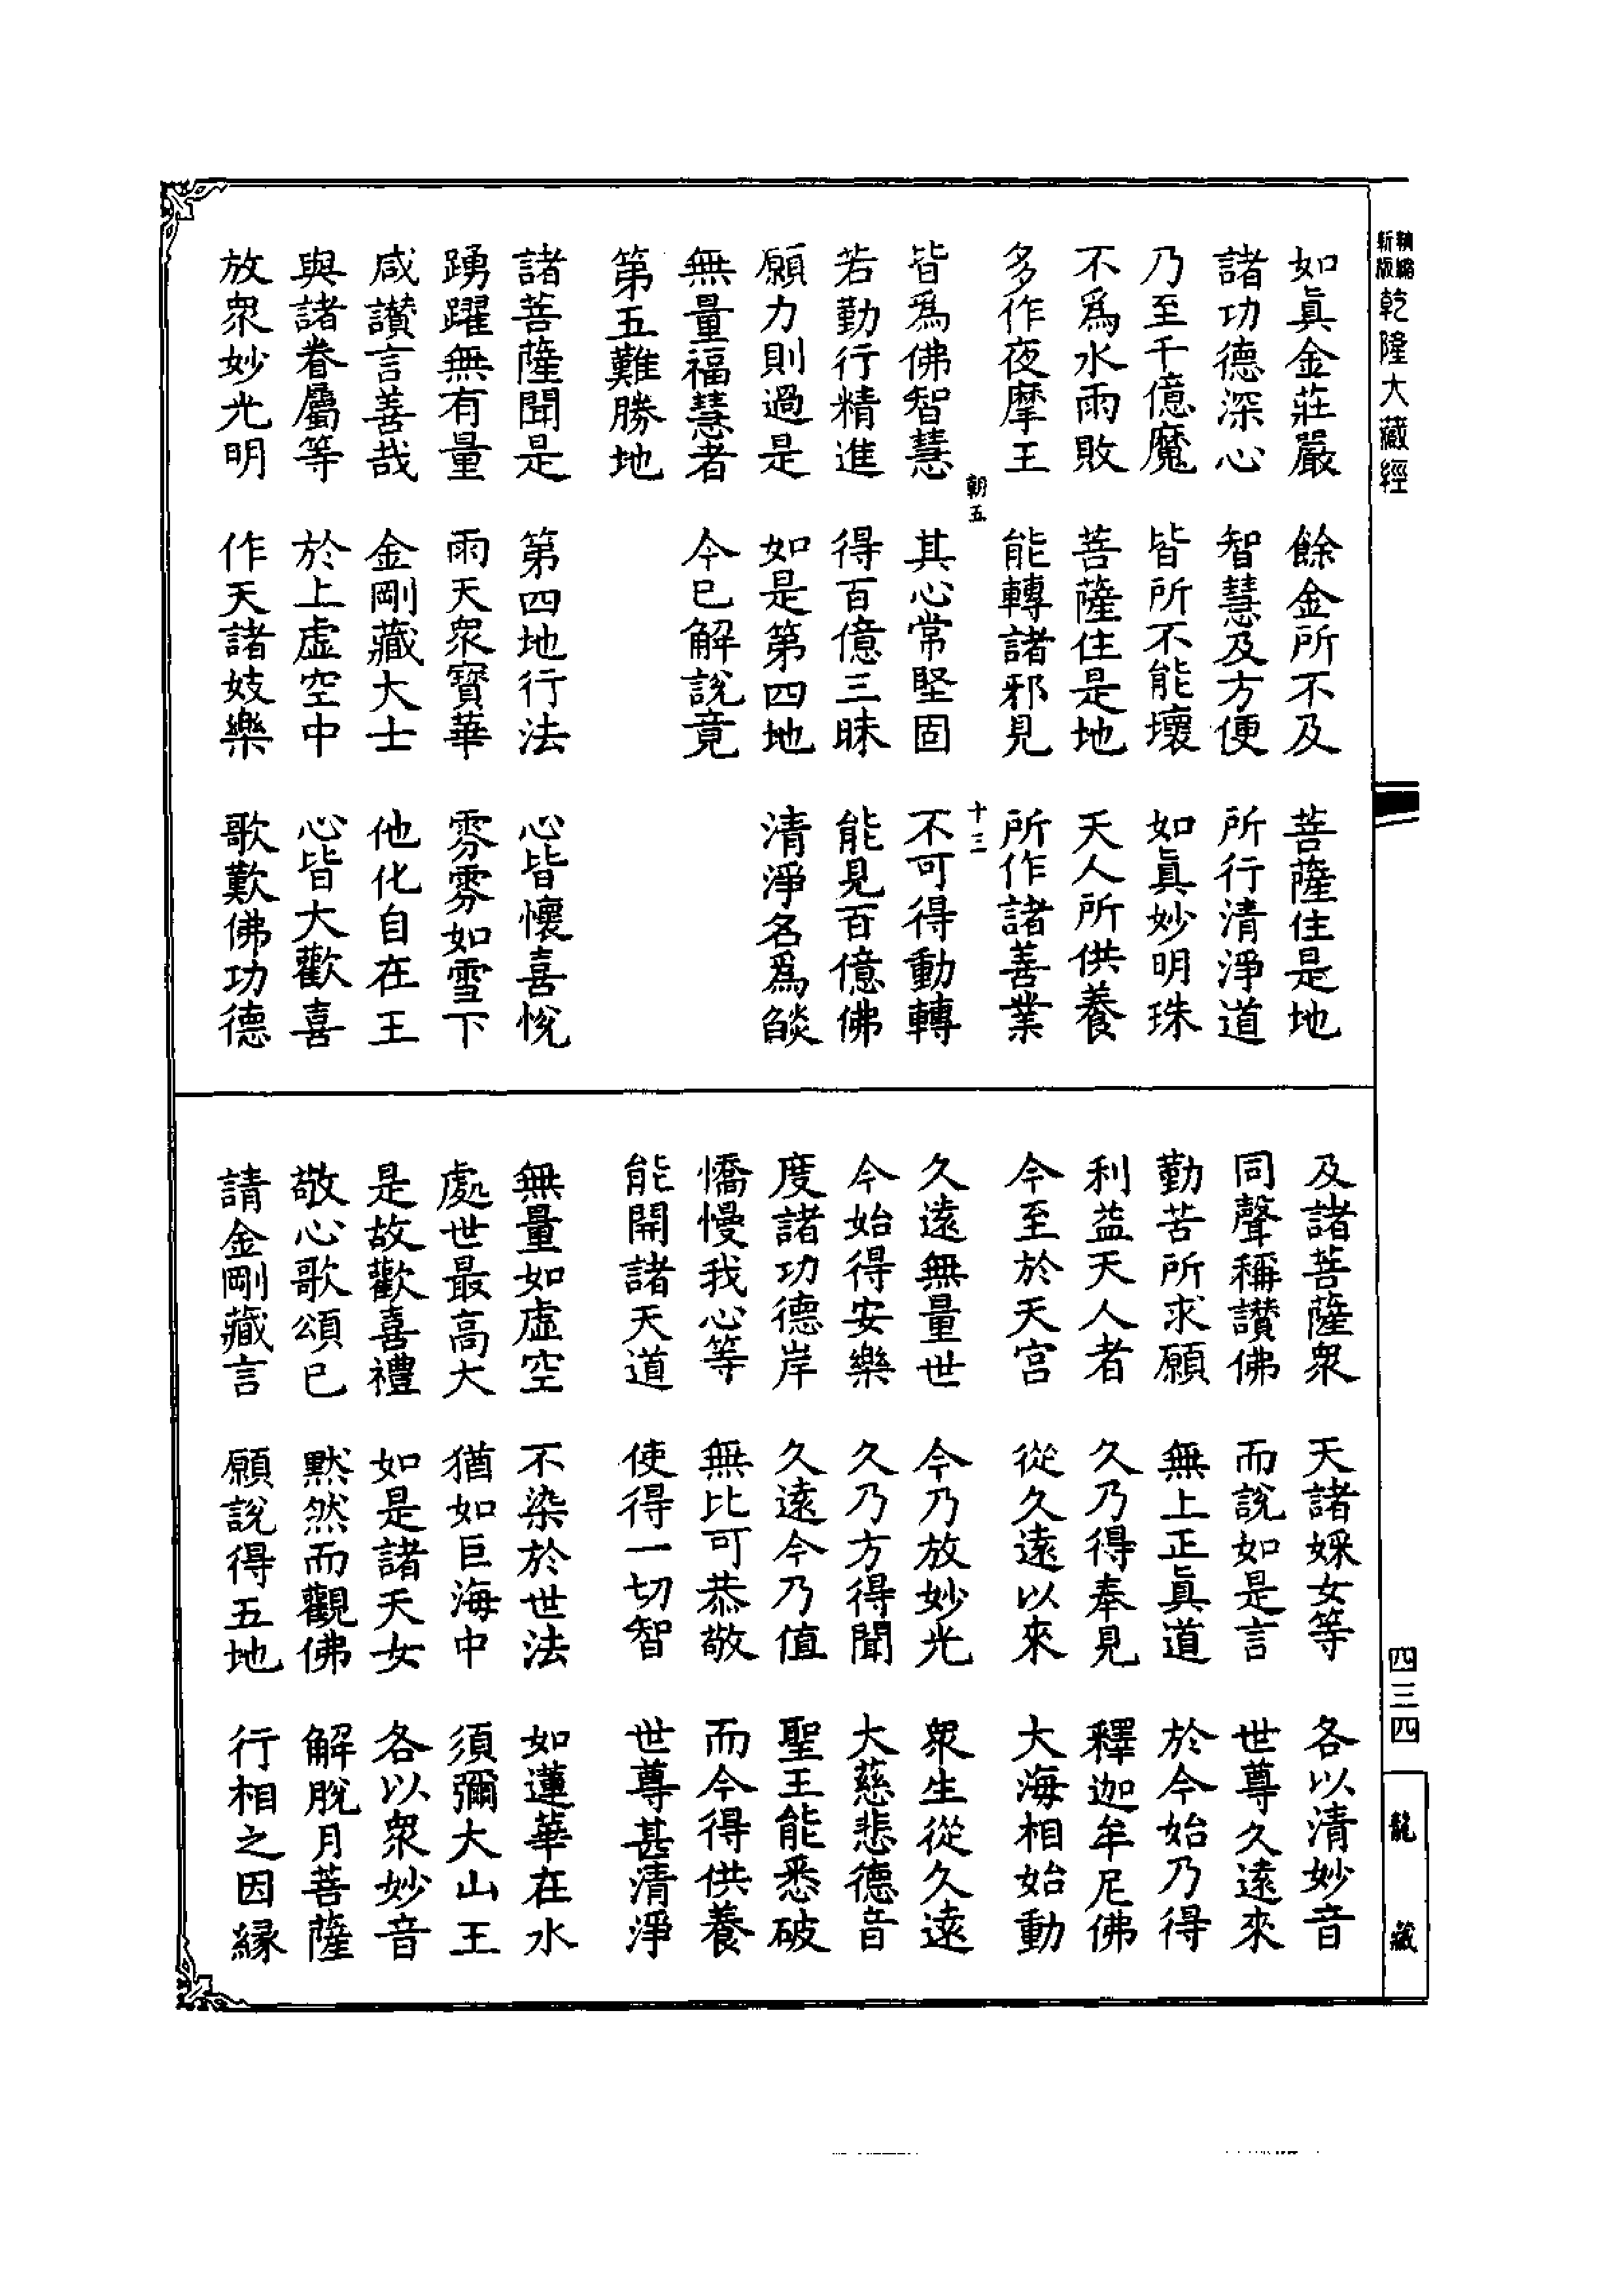 新版精縮乾隆大藏經
如真金莊嚴　餘金所不及　菩薩住是地
諸功德深心　智慧及方便　所行清淨道
乃至千億魔　皆所不能壞　如真妙明珠
不為水雨敗　菩薩住是地　天人所供養
多作夜摩王　能轉諸邪見　所作諸善業
朝五　十三
皆為佛智慧　其心常堅固　不可得動轉
若勤行精進　得百億三昧　能見百億佛
願力則過是　如是第四地　清淨名為𦦨
無量福慧者　今已解說竟
第五難勝地
諸菩薩聞是　第四地行法　心皆懷喜悅
踴躍無有量　雨天眾寶華　雰雰如雪下
咸讚言善哉　金剛藏大士　他化自在王
與諸眷屬等　於上虛空中　心皆大歡喜
放眾妙光明　作天諸妓樂　歌歎佛功德
及諸菩薩眾　天諸婇女等　各以清妙音
同聲稱讚佛　而說如是言　世尊久遠來
勤苦所求願　無上正真道　於今始乃得
利益天人者　久乃得奉見　釋迦牟尼佛
今至於天宮　從久遠以來　大海相始動
久遠無量世　今乃放妙光　眾生從久遠
今始得安樂　久乃方得聞　大慈悲德音
度諸功德岸　久遠今乃值　聖王能悉破
憍慢我心等　無比可恭敬　而今得供養
能開諸天道　使得一切智　世尊甚清淨
無量如虛空　不染於世法　如蓮華在水
處世最高大　猶如巨海中　須彌大山王
是故歡喜禮　如是諸天女　各以眾妙音
敬心歌頌已　默然而觀佛　解脫月菩薩
請金剛藏言　願說得五地　行相之因緣
四三四
龍藏